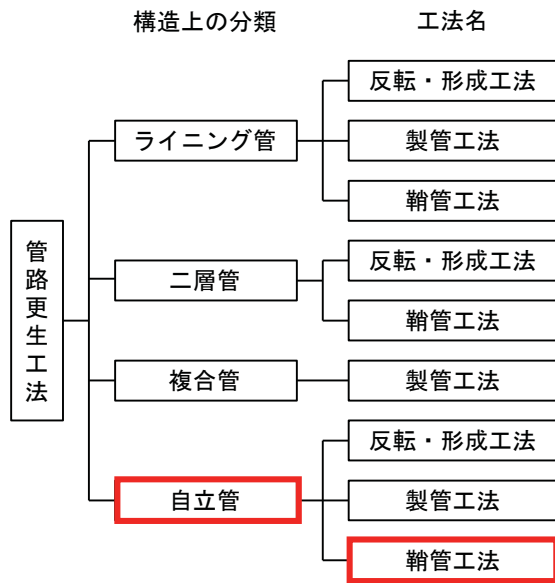 構造上の分類
工法名
管路更生工法
ライニング管
反転・形成工法
製管工法
鞘管工法
二層管
反転・形成工法
鞘管工法
複合管
製管工法
自立管
反転・形成工法
製管工法
鞘管工法